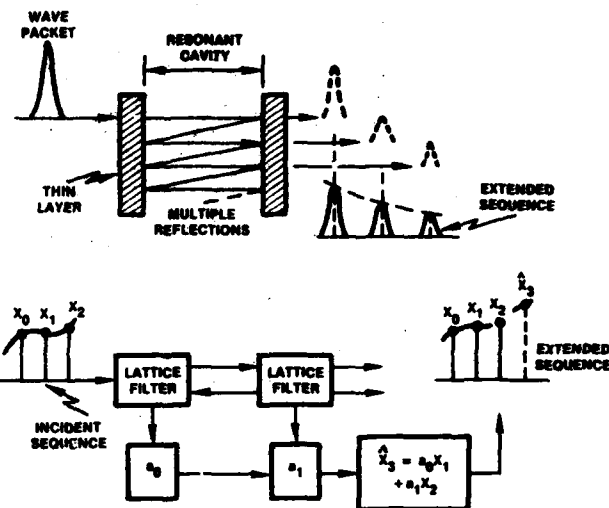 WAVE
PACKET
RESONANT
CAVITY
THIN
LAYER
MULTIPLE
REFLECTIONS
EXTENDED
SEQUENCE
X₀ X₁ X₂
INCIDENT
SEQUENCE
LATTICE
FILTER
LATTICE
FILTER
a₀
a₁
X̂₃ = a₀X₁
+ a₁X₂
X₀ X₁ X₂ X̂₃
EXTENDED
SEQUENCE